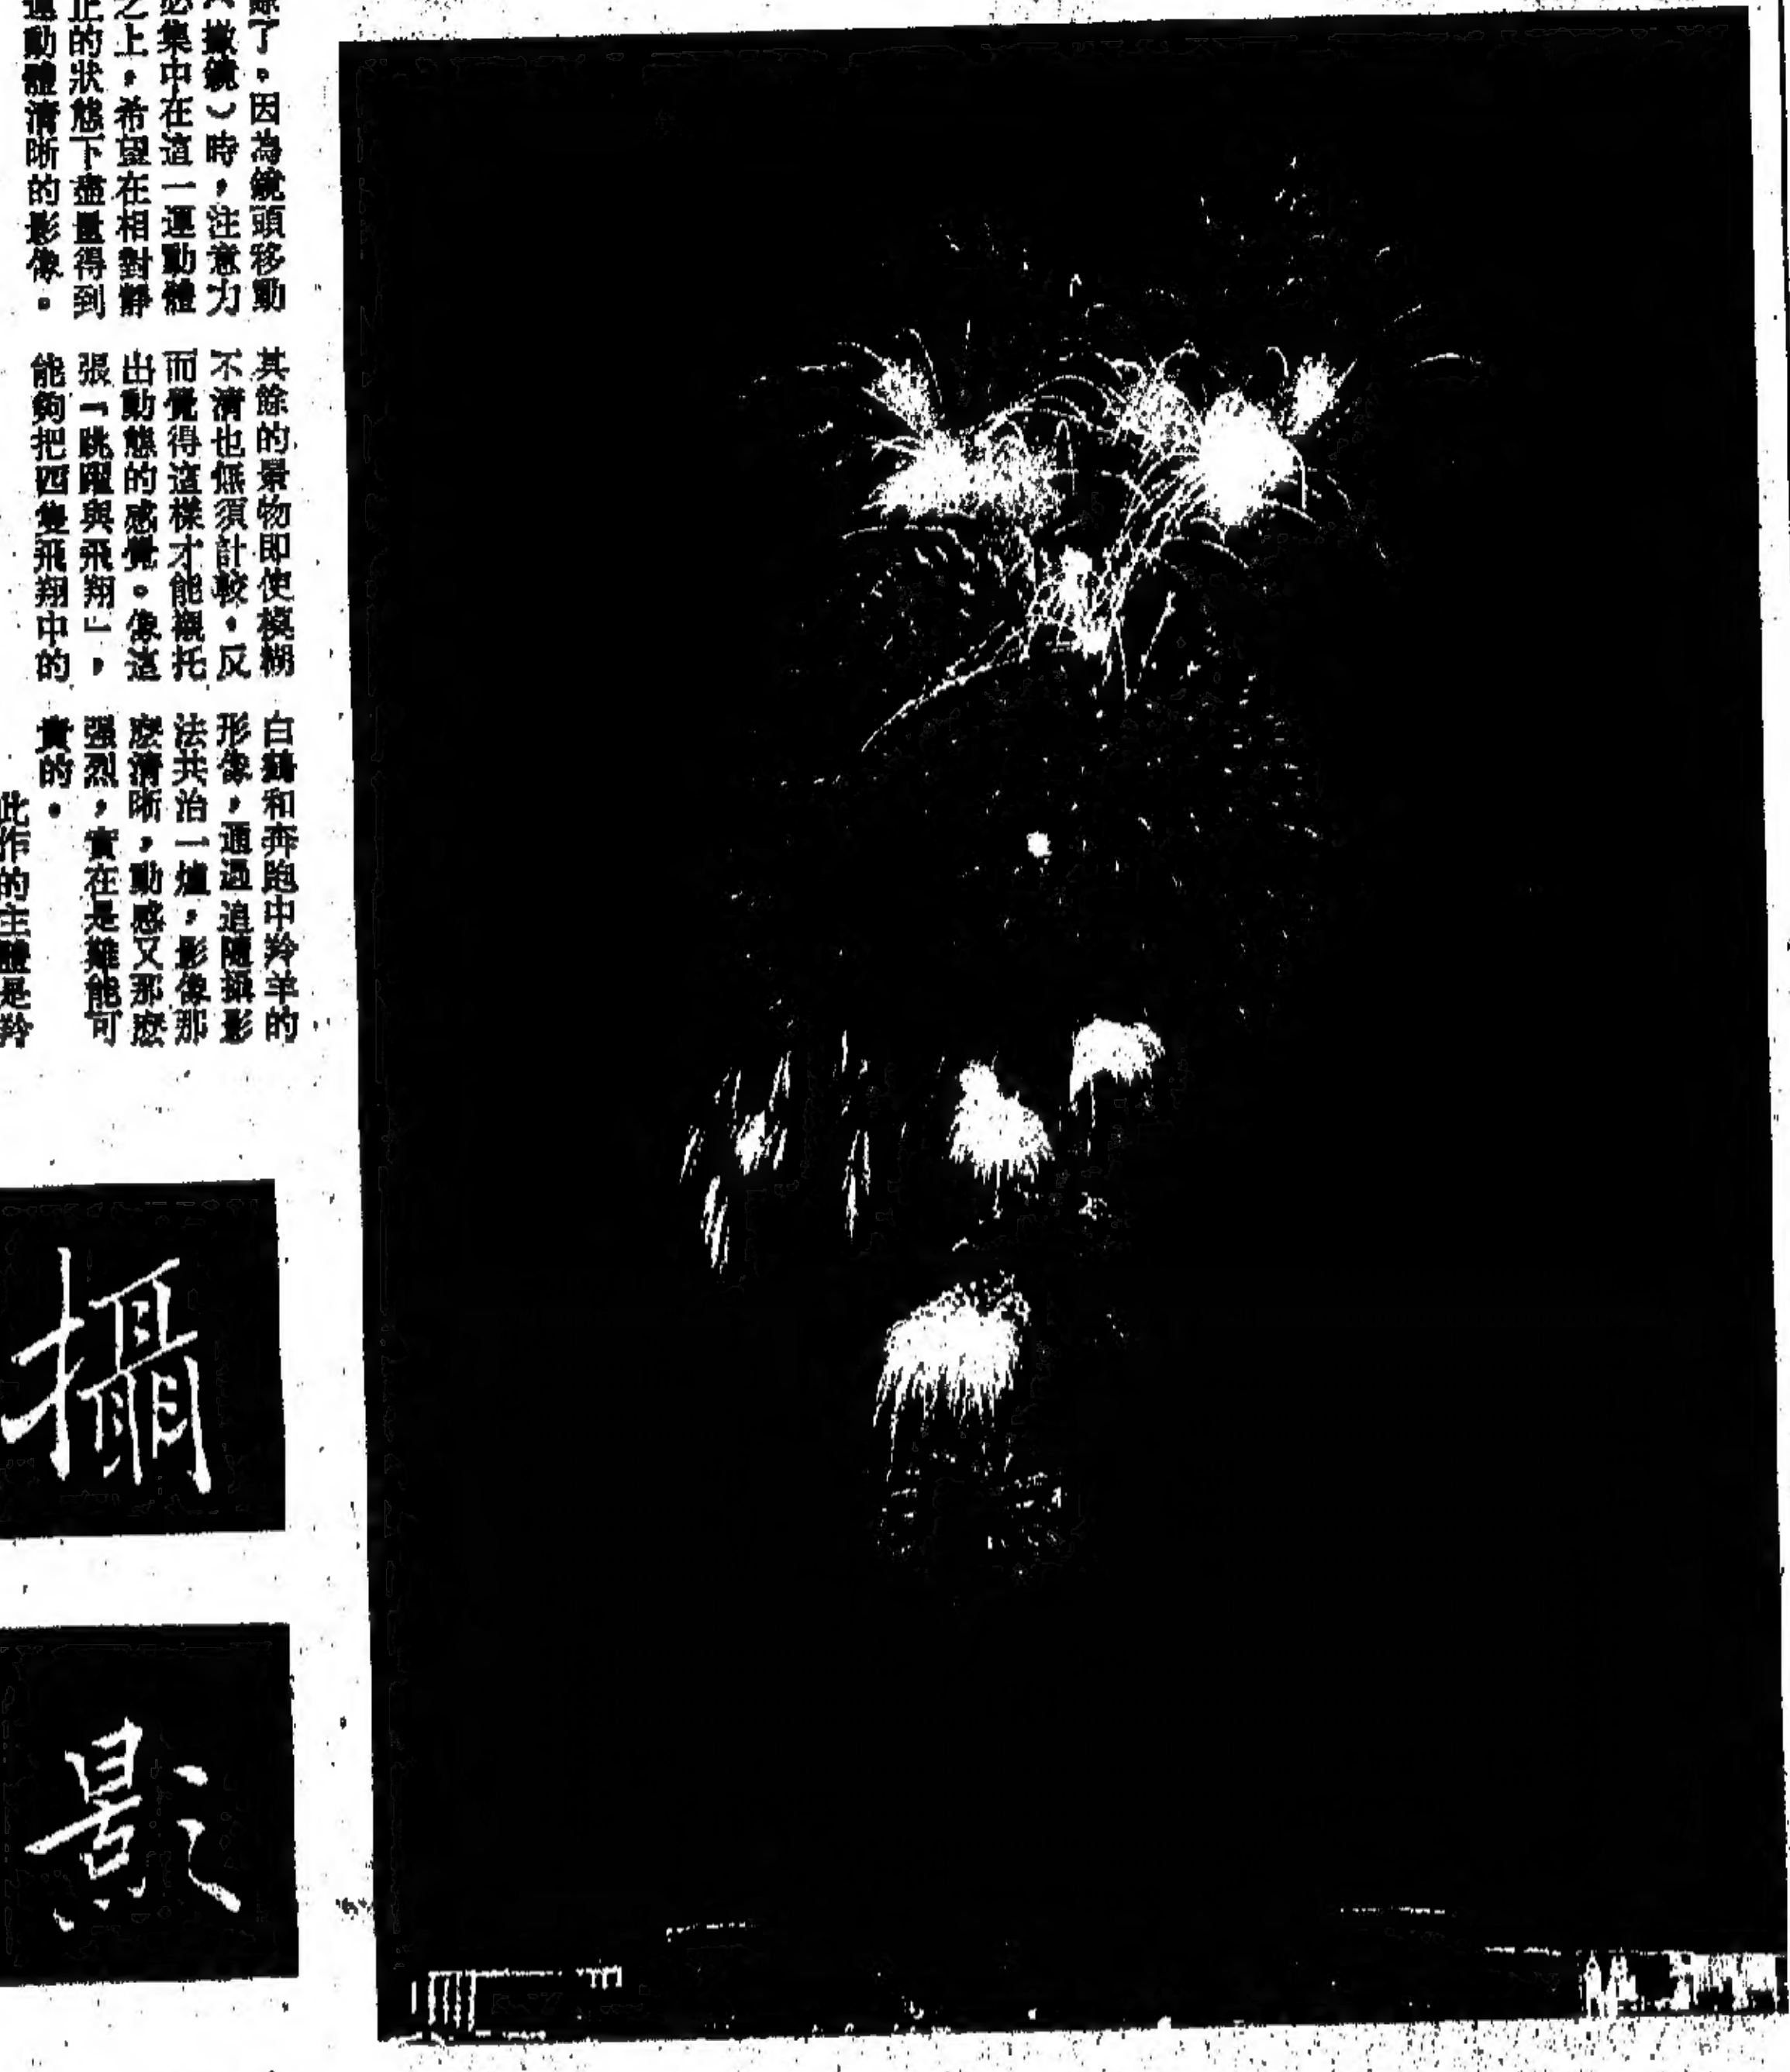 了。因為鏡頭移動
鏡)時,注意力
必集中在這一運動體
之上,希望在相對靜
止的狀態下盡量得到
運動體清晰的影像。
其餘的景物即使模糊
不清也無須計較,反
而覺得這樣才能襯托
出動態的感覺。像這
張「跳躍與飛翔」,
能夠把四隻飛翔中的
白鶴和奔跑中羚羊的
形像,通過追隨攝影
法共冶一爐,影像那
麽清晰,動感又那麽
强烈,實在是難能可
貴的。
此作的主體是羚
攝
影